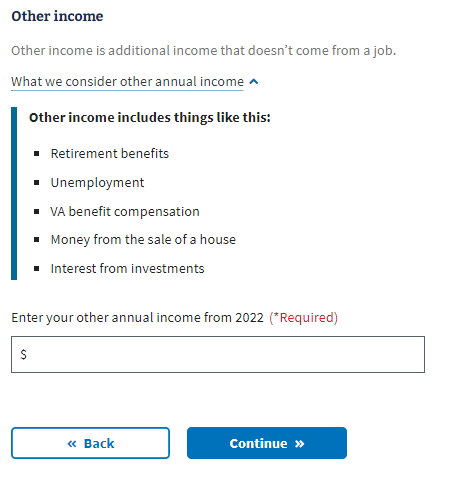 Other income
Other income is additional income that doesn’t come from a job.
What we consider other annual income
Other income includes things like this:
Retirement benefits
Unemployment
VA benefit compensation
Money from the sale of a house
Interest from investments
Enter your other annual income from 2022 (*Required)
$
« Back
Continue »